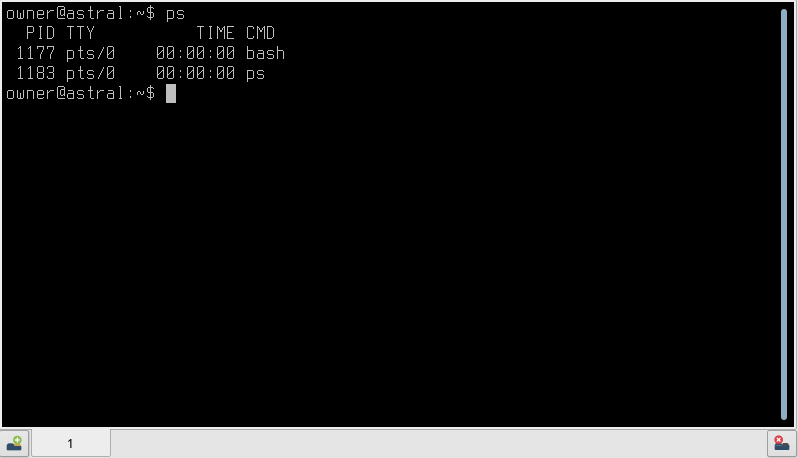 owner@astral:~$ ps
  PID TTY          TIME CMD
 1177 pts/0    00:00:00 bash
 1183 pts/0    00:00:00 ps
owner@astral:~$
1